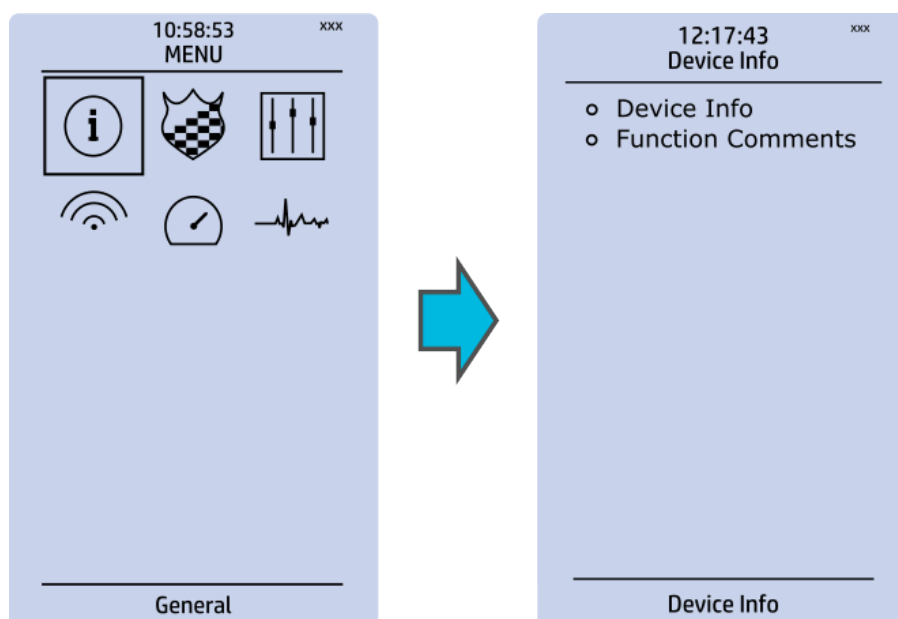 10:58:53 xxx
MENU
i
General
12:17:43 xxx
Device Info
Device Info
Function Comments
Device Info